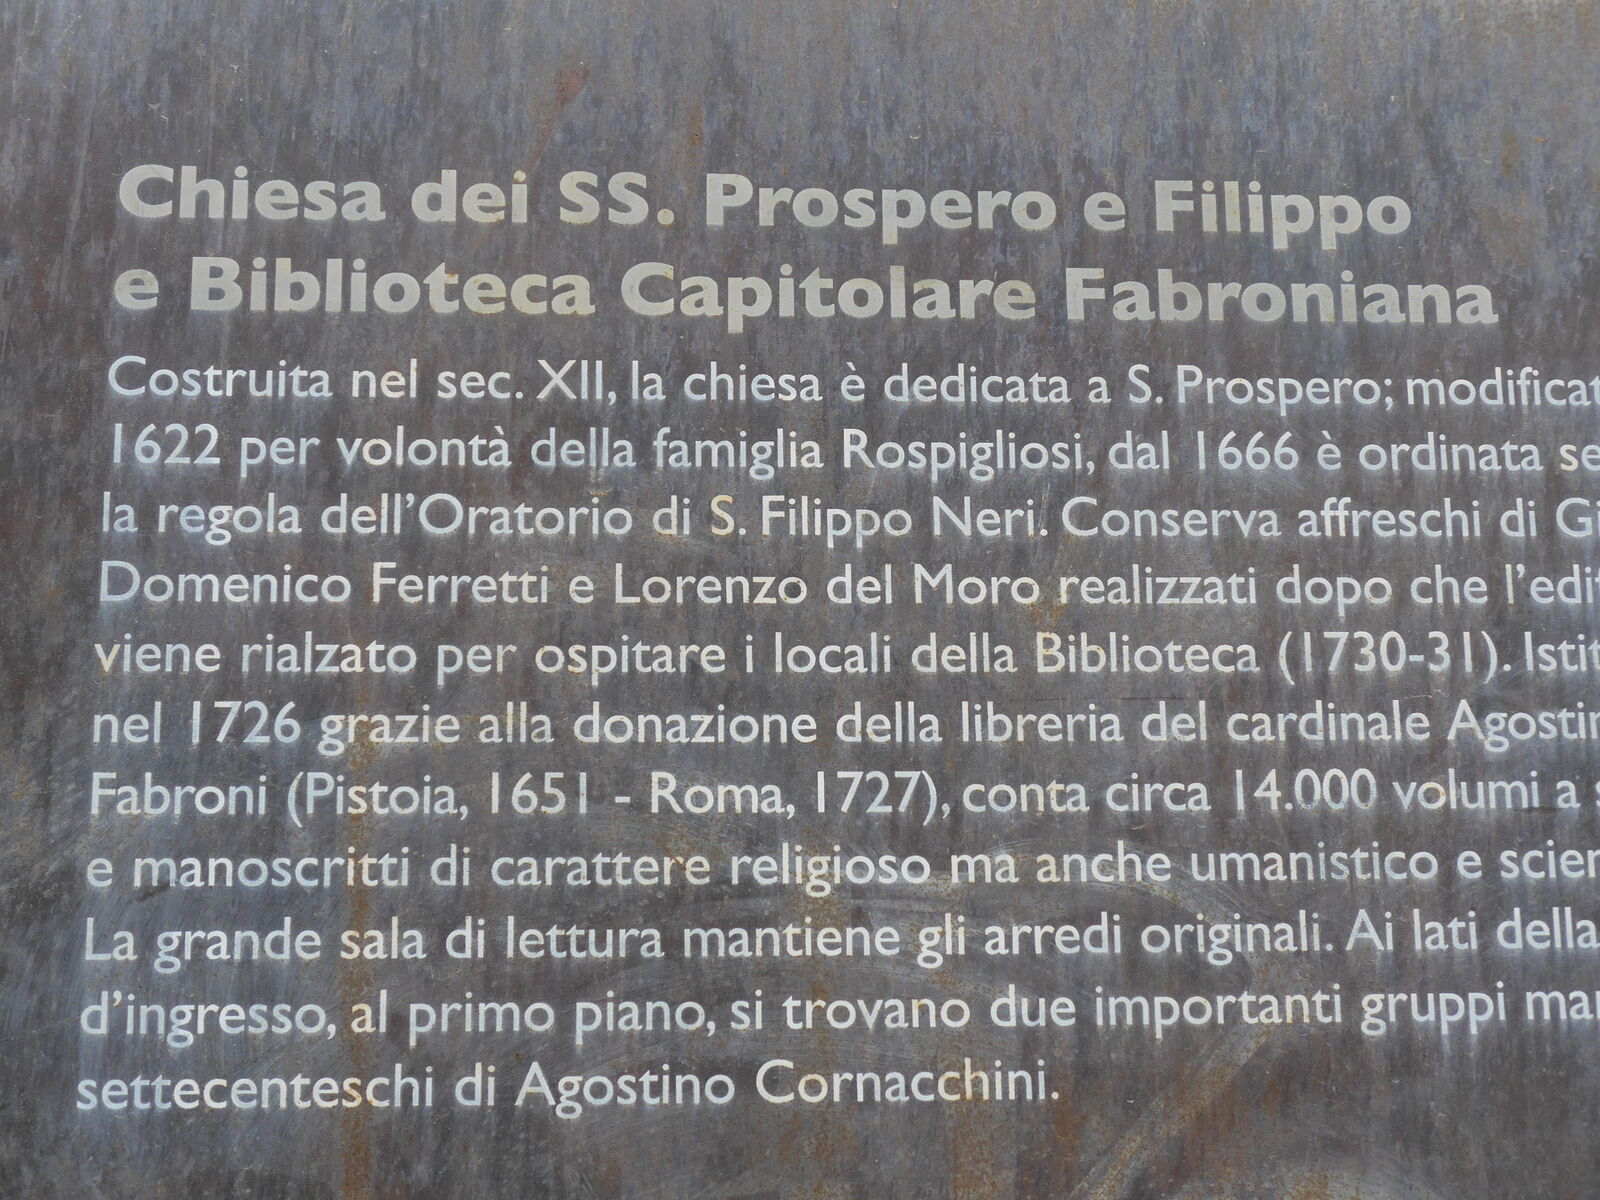 Chiesa dei SS. Prospero e Filippo
e Biblioteca Capitolare Fabroniana
Costruita nel sec. XII, la chiesa è dedicata a S. Prospero; modificat
1622 per volontà della famiglia Rospigliosi, dal 1666 è ordinata se
la regola dell'Oratorio di S. Filippo Neri. Conserva affreschi di Gi
Domenico Ferretti e Lorenzo del Moro realizzati dopo che l'edif
viene rialzato per ospitare i locali della Biblioteca (1730-31). Istit
nel 1726 grazie alla donazione della libreria del cardinale Agostin
Fabroni (Pistoia, 1651 - Roma, 1727), conta circa 14.000 volumi a s
e manoscritti di carattere religioso ma anche umanistico e scien
La grande sala di lettura mantiene gli arredi originali. Ai lati della
d'ingresso, al primo piano, si trovano due importanti gruppi mar
settecenteschi di Agostino Cornacchini.